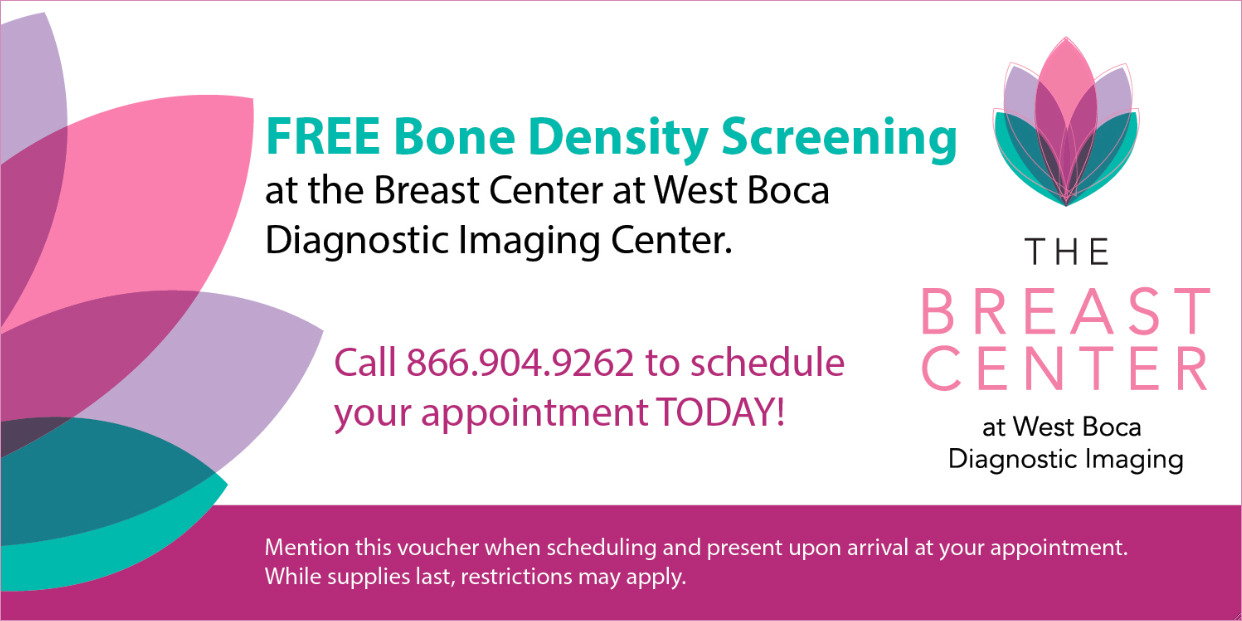 FREE Bone Density Screening
at the Breast Center at West Boca
Diagnostic Imaging Center.
Call 866.904.9262 to schedule
your appointment TODAY!
THE
BREAST
CENTER
at West Boca
Diagnostic Imaging
Mention this voucher when scheduling and present upon arrival at your appointment.
While supplies last, restrictions may apply.